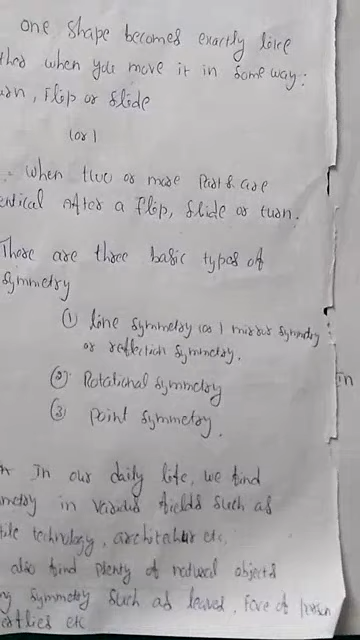 one shape becomes exactly like
when you move it in some way:
, Flip or slide
(or)
when two or more parts are
after a flip, slide or turn.
There are three basic types of
symmetry
(1) line symmetry (or) mirror symmetry
or reflection symmetry.
(2) Rotational symmetry
(3) point symmetry.
In our daily life, we find
in various fields such as
technology, architecture etc.
also find plenty of natural objects
symmetry such as leaves, face of person
etc
in